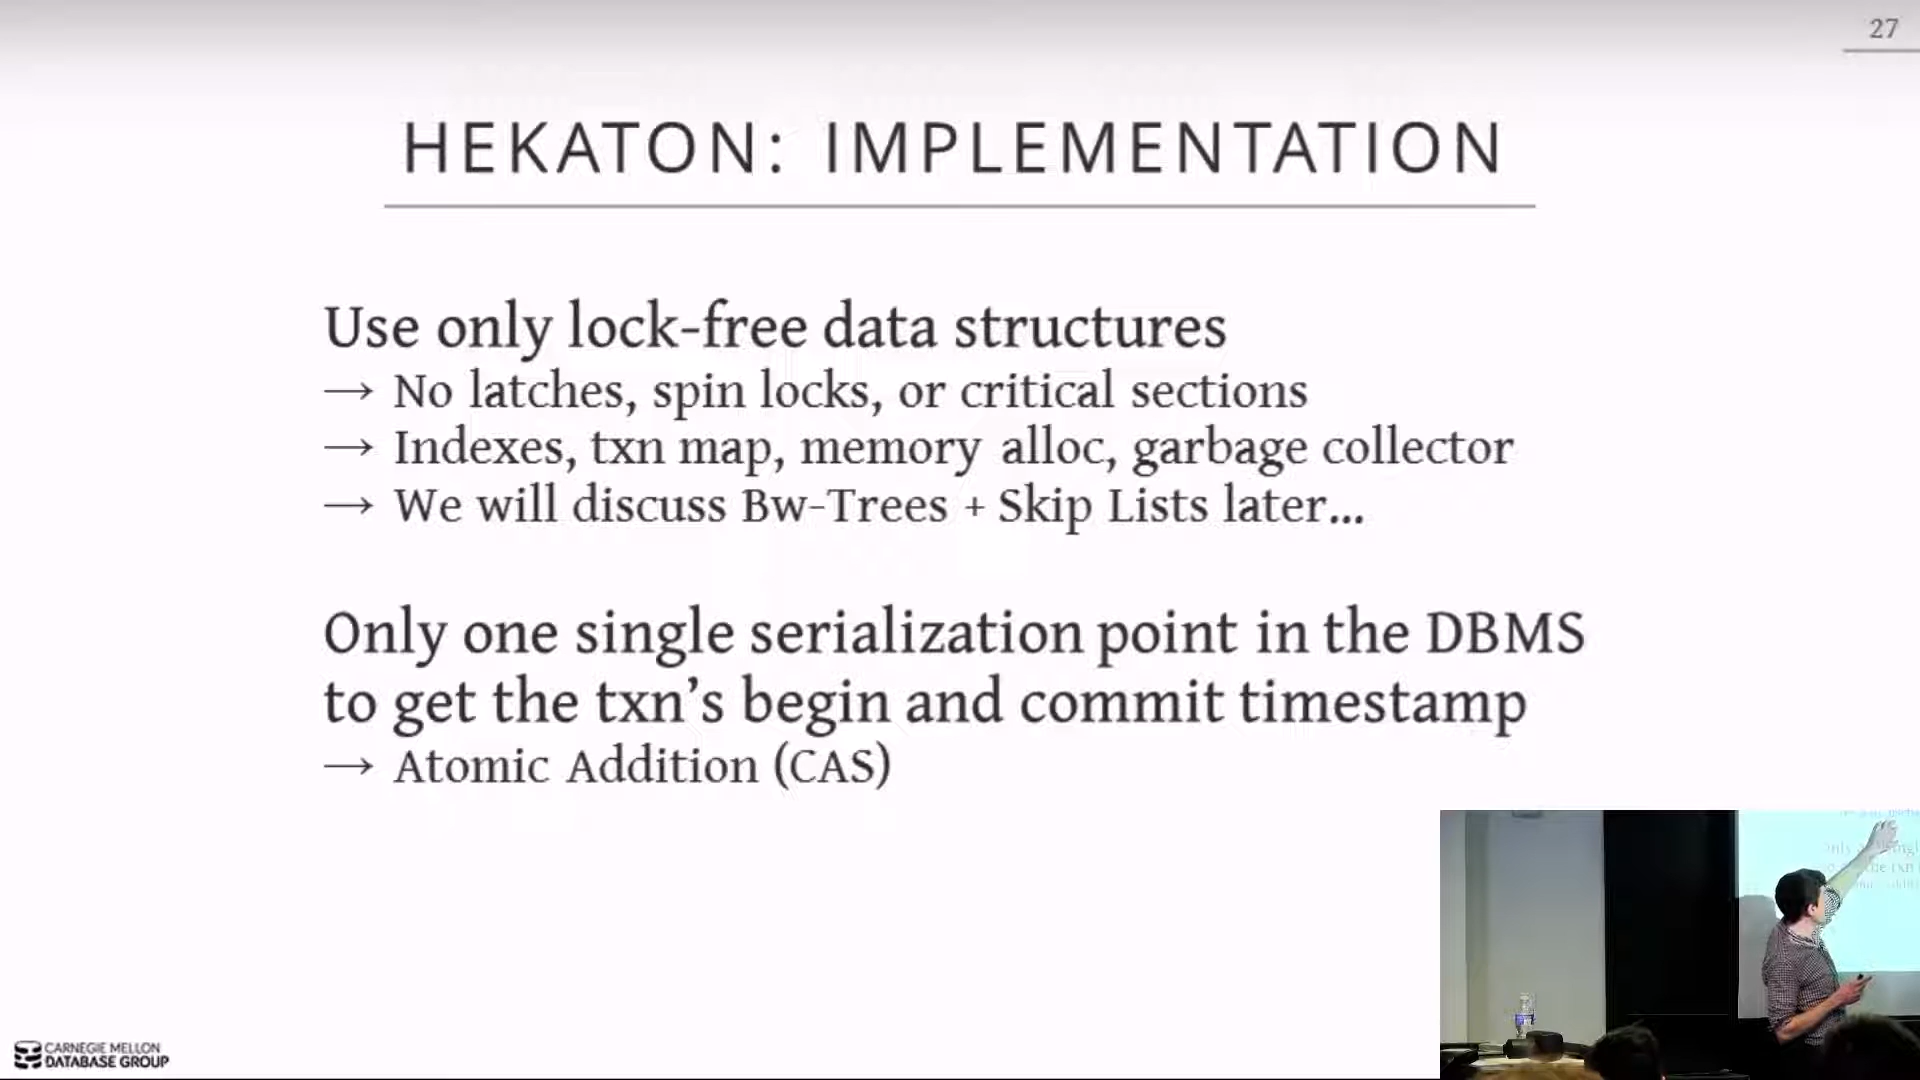 27
HEKATON: IMPLEMENTATION
Use only lock-free data structures
→ No latches, spin locks, or critical sections
→ Indexes, txn map, memory alloc, garbage collector
→ We will discuss Bw-Trees + Skip Lists later…
Only one single serialization point in the DBMS
to get the txn’s begin and commit timestamp
→ Atomic Addition (CAS)
CARNEGIE MELLON
DATABASE GROUP